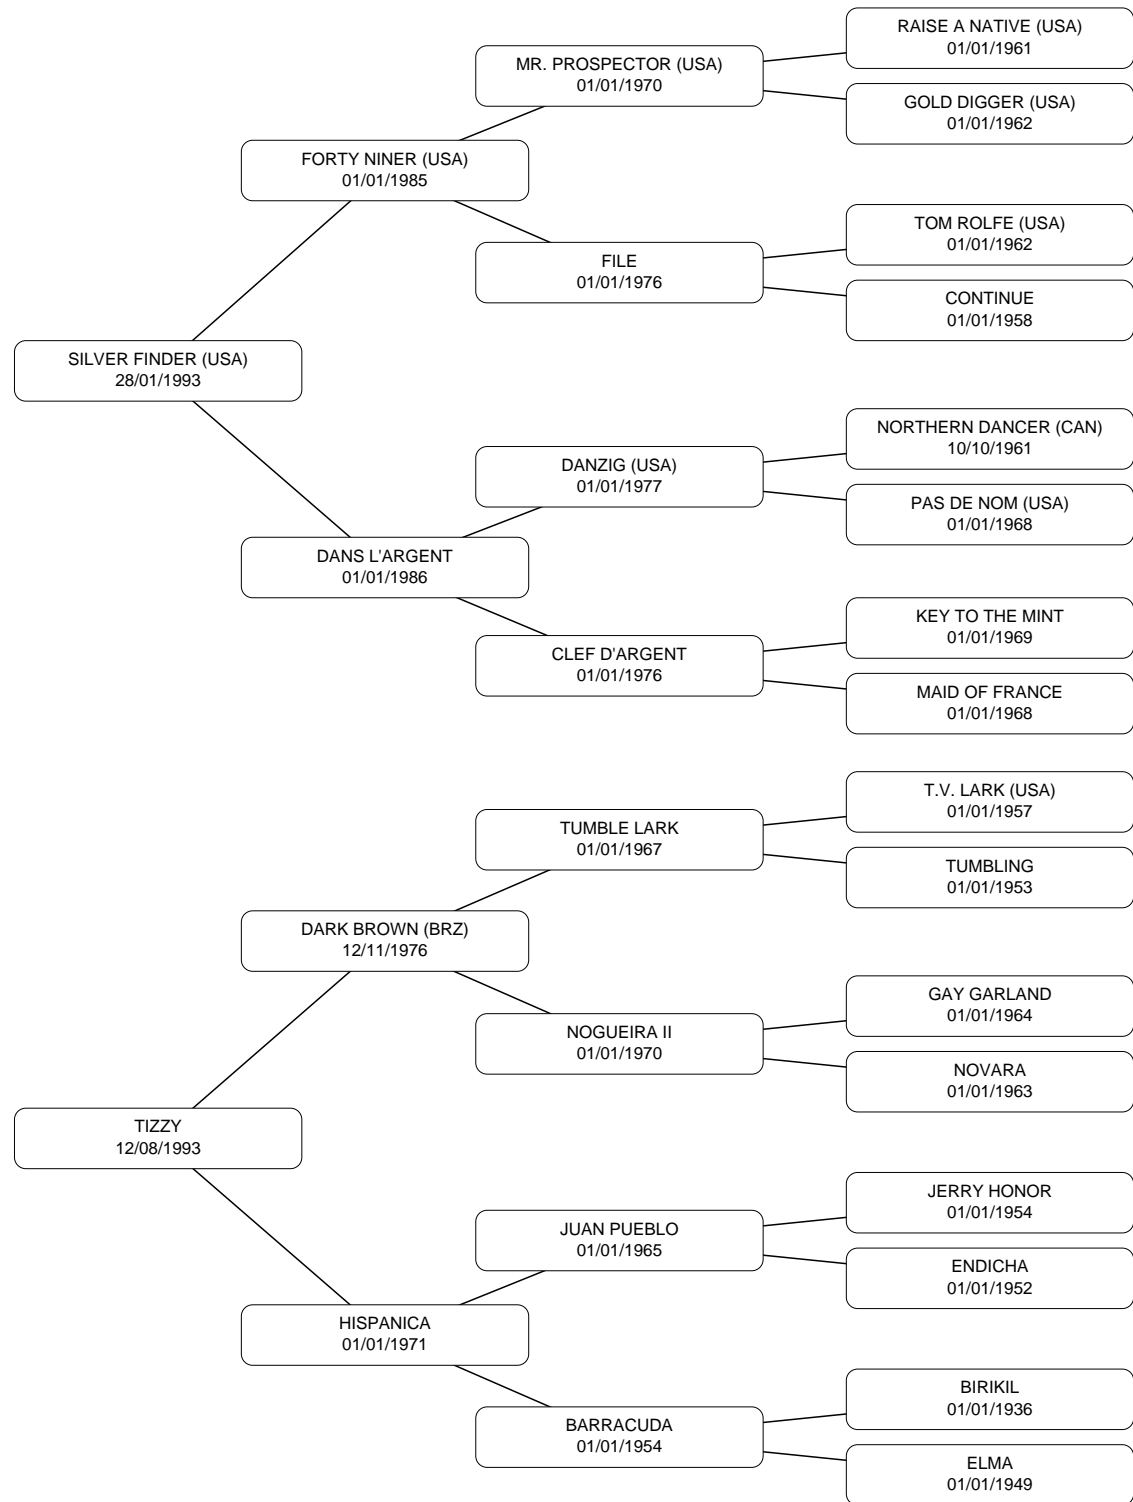 RAISE A NATIVE (USA)
01/01/1961
MR. PROSPECTOR (USA)
01/01/1970
GOLD DIGGER (USA)
01/01/1962
FORTY NINER (USA)
01/01/1985
TOM ROLFE (USA)
01/01/1962
FILE
01/01/1976
CONTINUE
01/01/1958
SILVER FINDER (USA)
28/01/1993
NORTHERN DANCER (CAN)
10/10/1961
DANZIG (USA)
01/01/1977
PAS DE NOM (USA)
01/01/1968
DANS L'ARGENT
01/01/1986
KEY TO THE MINT
01/01/1969
CLEF D'ARGENT
01/01/1976
MAID OF FRANCE
01/01/1968
T.V. LARK (USA)
01/01/1957
TUMBLE LARK
01/01/1967
TUMBLING
01/01/1953
DARK BROWN (BRZ)
12/11/1976
GAY GARLAND
01/01/1964
NOGUEIRA II
01/01/1970
NOVARA
01/01/1963
TIZZY
12/08/1993
JERRY HONOR
01/01/1954
JUAN PUEBLO
01/01/1965
ENDICHA
01/01/1952
HISPANICA
01/01/1971
BIRIKIL
01/01/1936
BARRACUDA
01/01/1954
ELMA
01/01/1949